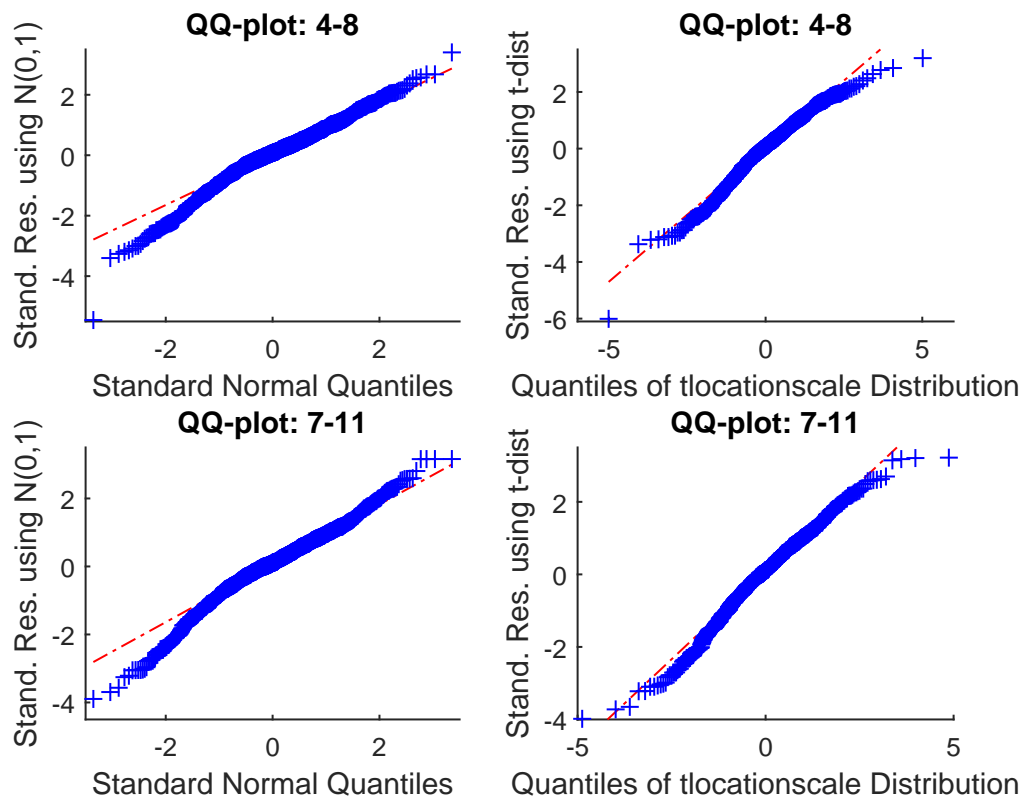 QQ-plot: 4-8
Stand. Res. using N(0,1)
2
0
-2
-4
-2
0
2
Standard Normal Quantiles
QQ-plot: 4-8
Stand. Res. using t-dist
2
0
-2
-4
-6
-5
0
5
Quantiles of tlocationscale Distribution
QQ-plot: 7-11
Stand. Res. using N(0,1)
2
0
-2
-4
-2
0
2
Standard Normal Quantiles
QQ-plot: 7-11
Stand. Res. using t-dist
2
0
-2
-4
-5
0
5
Quantiles of tlocationscale Distribution